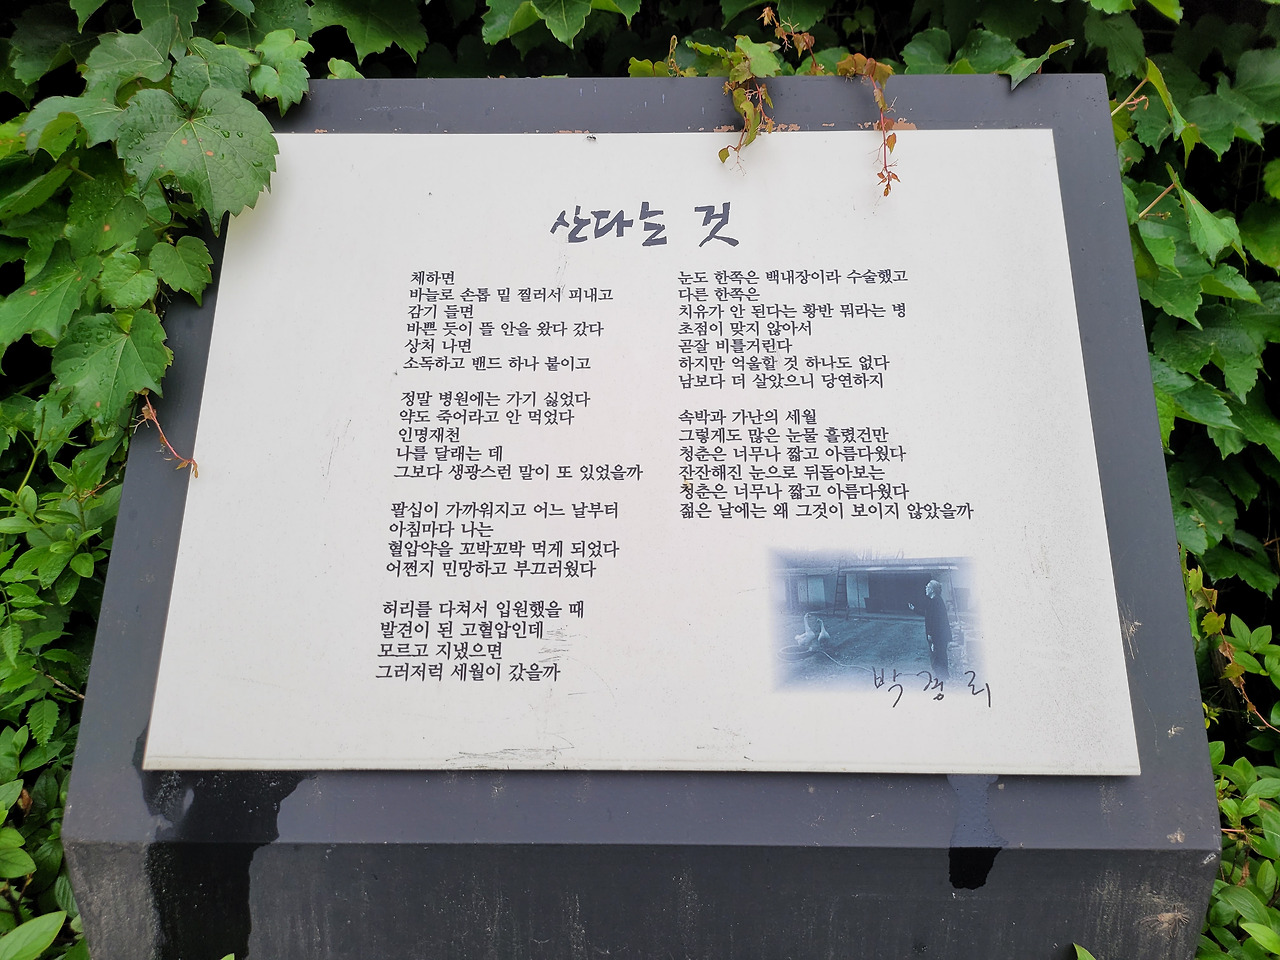 산다는 것
체하면
바늘로 손톱 밑 찔러서 피내고
감기 들면
바쁜 듯이 뜰 안을 왔다 갔다
상처 나면
소독하고 밴드 하나 붙이고
정말 병원에는 가기 싫었다
약도 죽어라고 안 먹었다
인명재천
나를 달래는 데
그보다 생광스런 말이 또 있었을까
팔십이 가까워지고 어느 날부터
아침마다 나는
혈압약을 꼬박꼬박 먹게 되었다
어쩐지 민망하고 부끄러웠다
허리를 다쳐서 입원했을 때
발견이 된 고혈압인데
모르고 지냈으면
그러저럭 세월이 갔을까
눈도 한쪽은 백내장이라 수술했고
다른 한쪽은
치유가 안 된다는 황반 뭐라는 병
초점이 맞지 않아서
곧잘 비틀거린다
하지만 억울할 것 하나도 없다
남보다 더 살았으니 당연하지
속박과 가난의 세월
그렇게도 많은 눈물 흘렸건만
청춘은 너무나 짧고 아름다웠다
잔잔해진 눈으로 뒤돌아보는
청춘은 너무나 짧고 아름다웠다
젊은 날에는 왜 그것이 보이지 않았을까
박경리